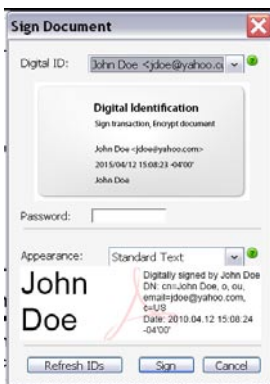 Sign Document
Digital ID: John Doe <jdoe@yahoo.c
Digital Identification
Sign transaction, Encrypt document
John Doe <jdoe@yahoo.com>
2015/04/12 15:08:23 -04'00'
John Doe
Password:
Appearance: Standard Text
John
Doe
Digitally signed by John Doe
DN: cn=John Doe, o, ou,
email=jdoe@yahoo.com,
c=US
Date: 2010.04.12 15:08:24
-04'00'
Refresh IDs Sign Cancel